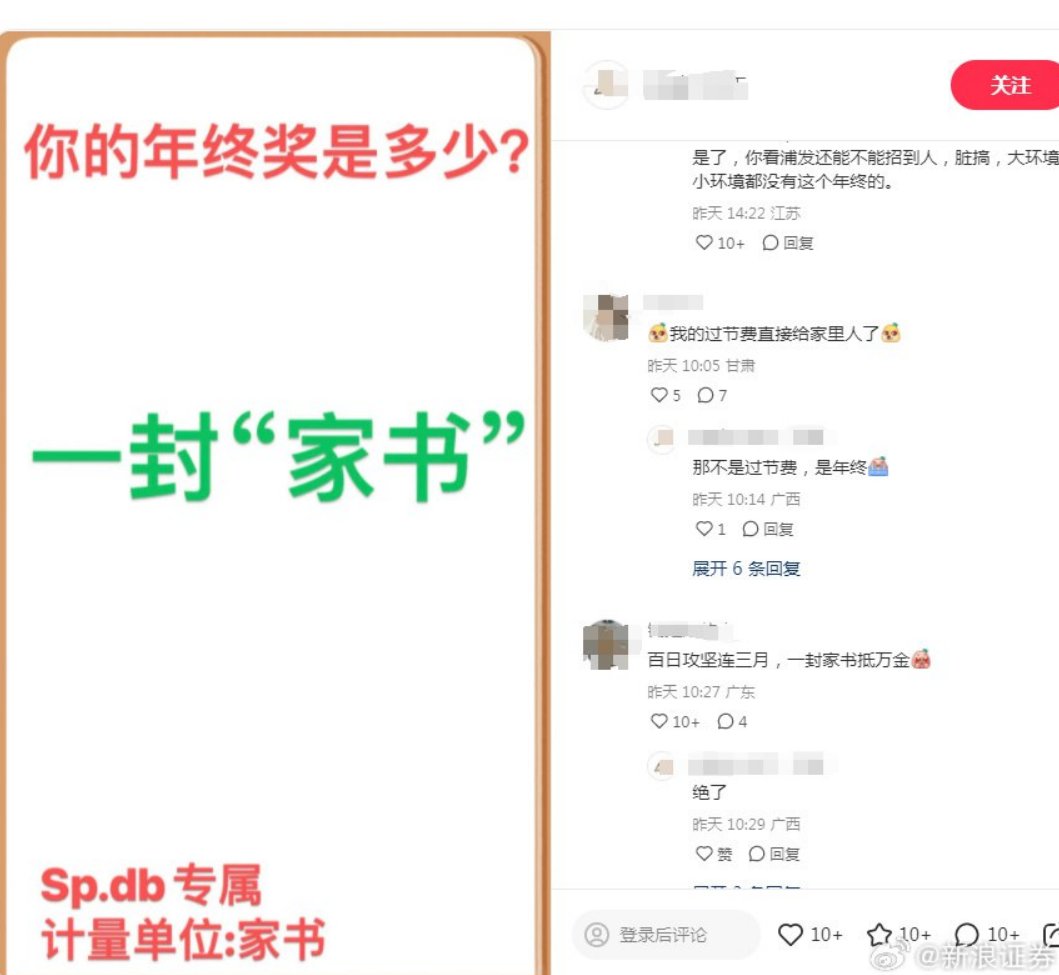 你的年终奖是多少?
一封“家书”
Sp.db专属
计量单位:家书
关注
是了，你看浦发还能不能招到人，脏搞，大环境
小环境都没有这个年终的。
昨天 14:22 江苏
10+ 回复
我的过节费直接给家里人了
昨天 10:05 甘肃
5 7
那不是过节费，是年终
昨天 10:14 广西
1 回复
展开 6 条回复
百日攻坚连三月，一封家书抵万金
昨天 10:27 广东
10+ 4
绝了
昨天 10:29 广西
赞 回复
登录后评论 10+ 10+ 10+
@新浪证券